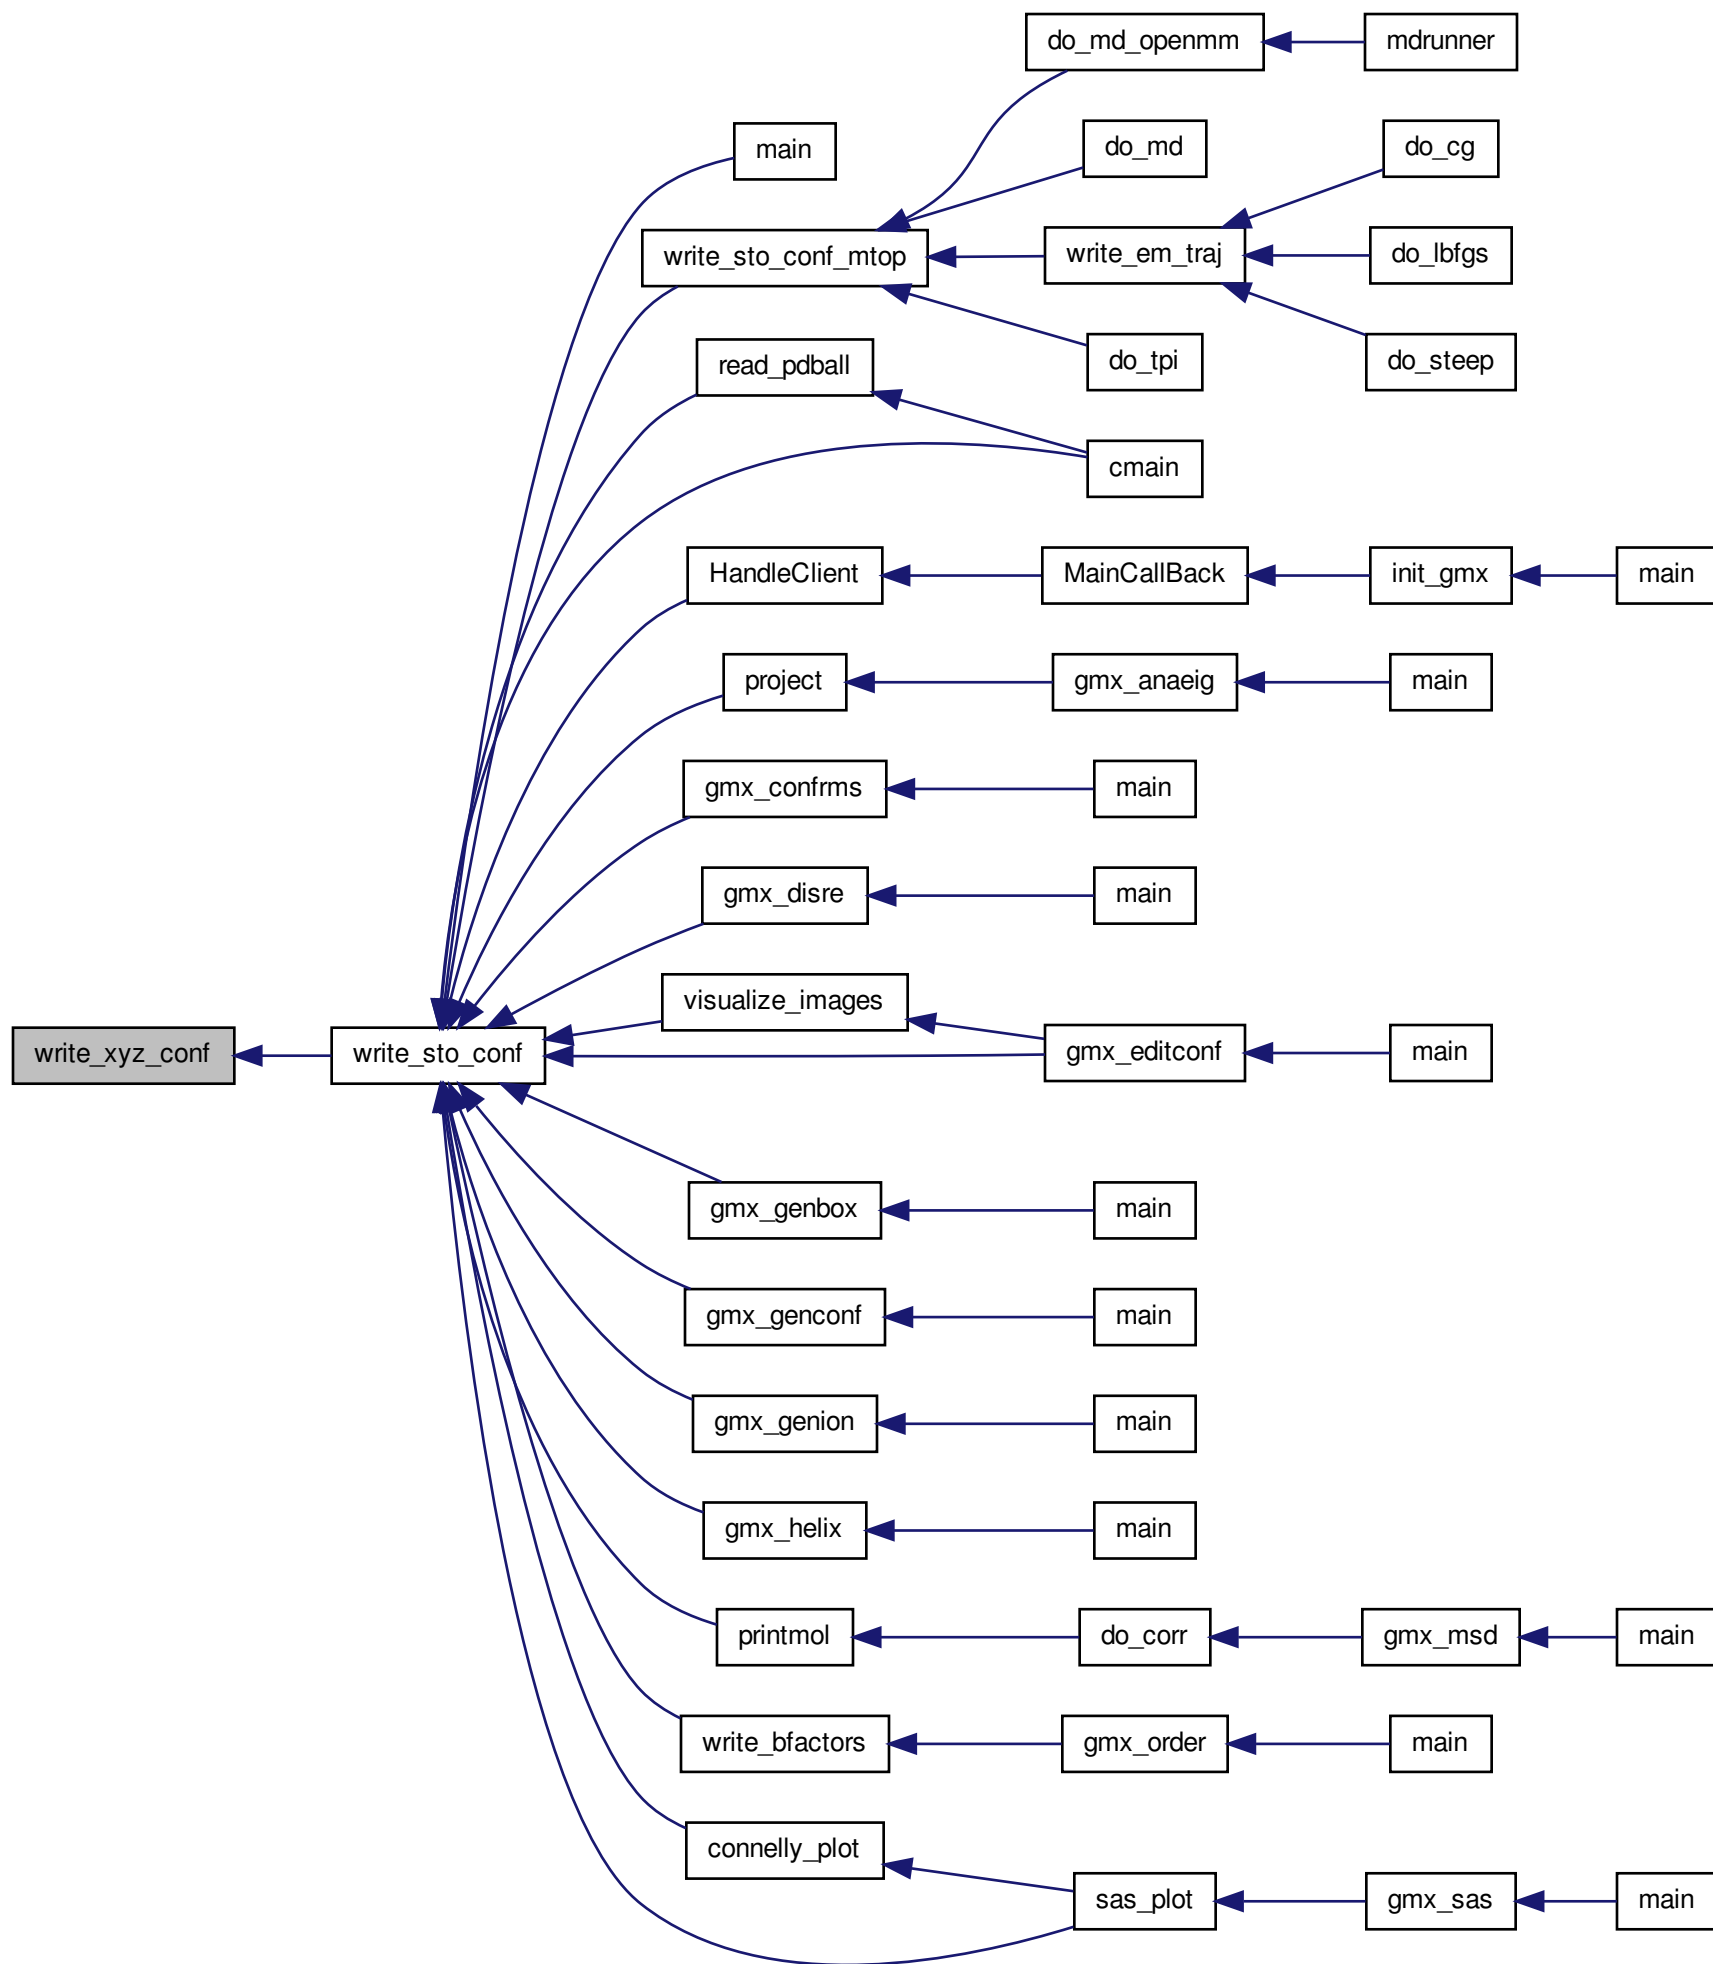 do_md_openmm
mdrunner
main
do_md
do_cg
write_sto_conf_mtop
write_em_traj
do_lbfgs
read_pdball
do_tpi
do_steep
cmain
HandleClient
MainCallBack
init_gmx
main
project
gmx_anaeig
main
gmx_confrms
main
gmx_disre
main
visualize_images
write_xyz_conf
write_sto_conf
gmx_editconf
main
gmx_genbox
main
gmx_genconf
main
gmx_genion
main
gmx_helix
main
printmol
do_corr
gmx_msd
main
write_bfactors
gmx_order
main
connelly_plot
sas_plot
gmx_sas
main